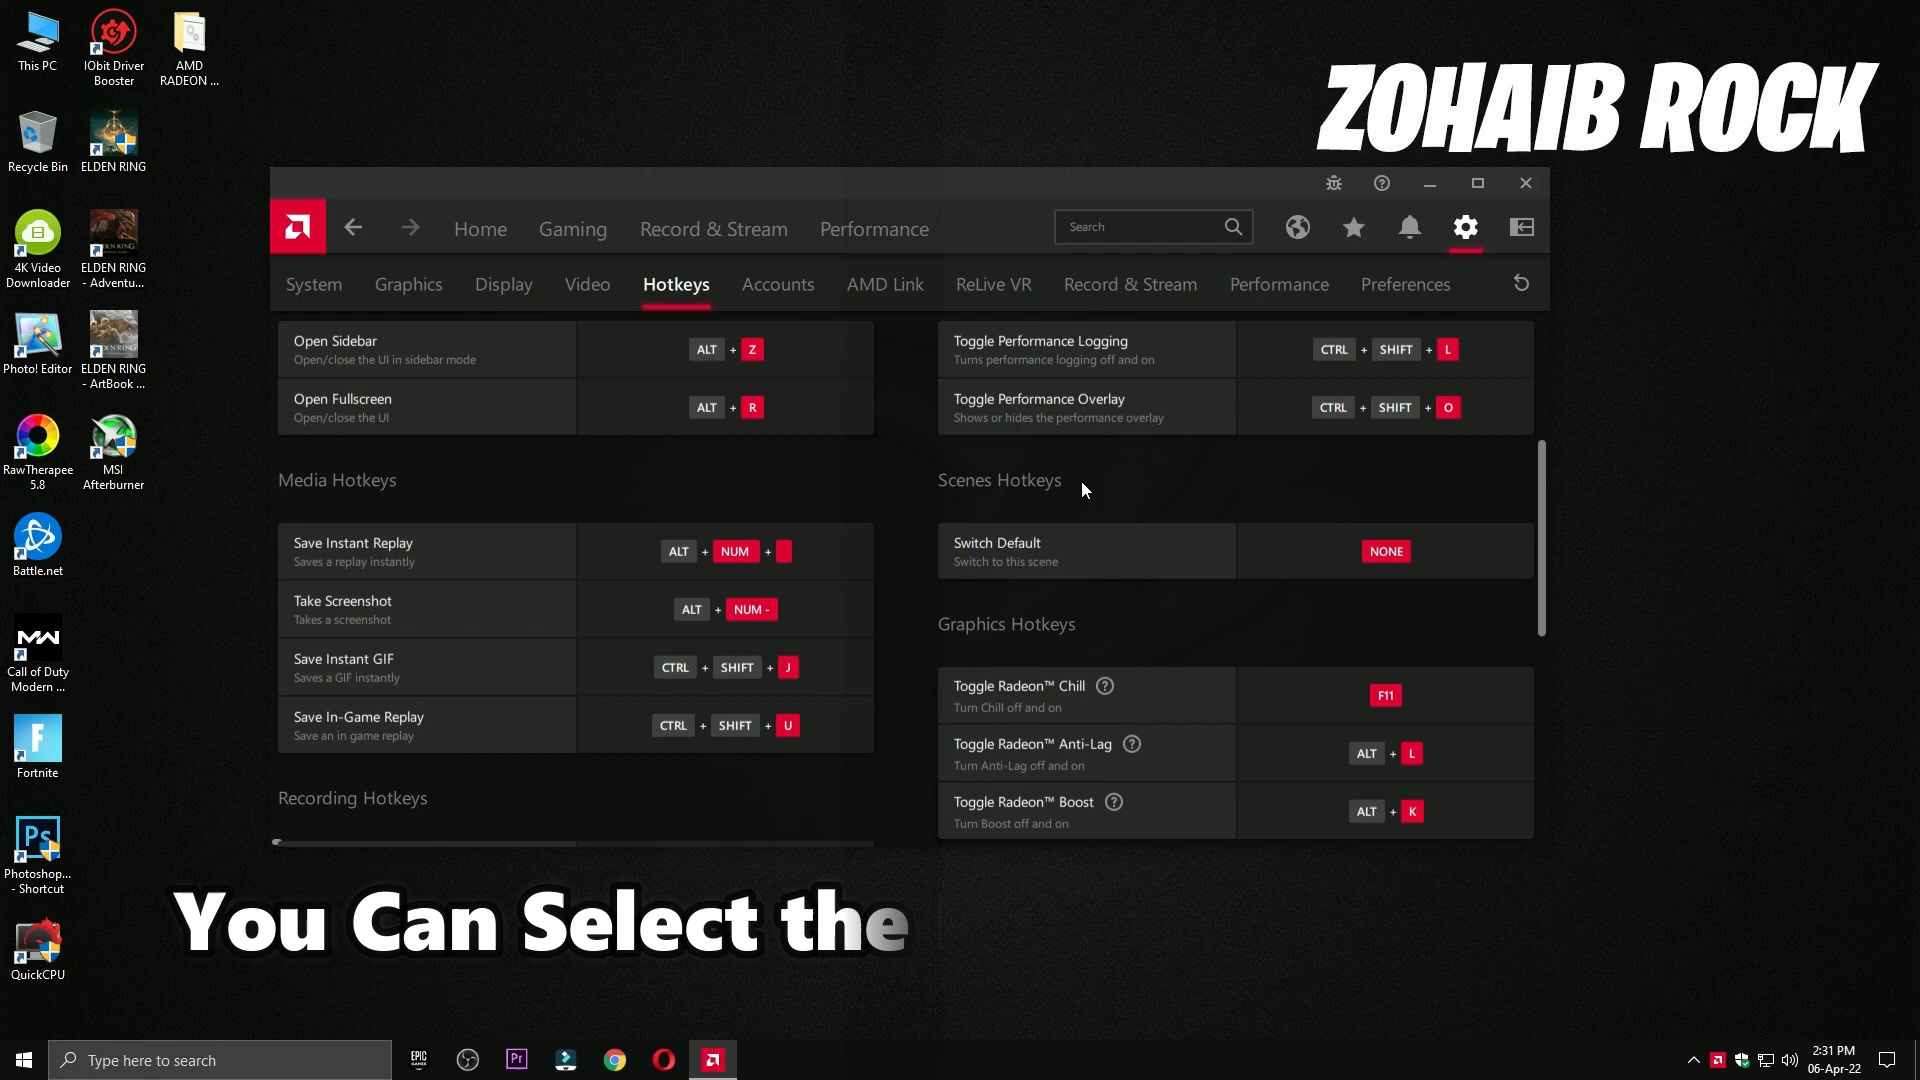 This PC
IObit Driver
Booster
AMD
RADEON ...
Recycle Bin
ELDEN RING
4K Video
Downloader
ELDEN RING
- Adventu...
Photo! Editor
ELDEN RING
- ArtBook ...
RawTherapee
5.8
MSI
Afterburner
Battle.net
Call of Duty
Modern ...
Fortnite
Photoshop...
- Shortcut
QuickCPU
ZOHAIB ROCK
Home
Gaming
Record & Stream
Performance
Search
System
Graphics
Display
Video
Hotkeys
Accounts
AMD Link
ReLive VR
Record & Stream
Performance
Preferences
Open Sidebar
Open/close the UI in sidebar mode
ALT + Z
Open Fullscreen
Open/close the UI
ALT + R
Media Hotkeys
Save Instant Replay
Saves a replay instantly
ALT + NUM +
Take Screenshot
Takes a screenshot
ALT + NUM -
Save Instant GIF
Saves a GIF instantly
CTRL + SHIFT + J
Save In-Game Replay
Save an in game replay
CTRL + SHIFT + U
Recording Hotkeys
Toggle Performance Logging
Turns performance logging off and on
CTRL + SHIFT + L
Toggle Performance Overlay
Shows or hides the performance overlay
CTRL + SHIFT + O
Scenes Hotkeys
Switch Default
Switch to this scene
NONE
Graphics Hotkeys
Toggle Radeon™ Chill
Turn Chill off and on
F11
Toggle Radeon™ Anti-Lag
Turn Anti-Lag off and on
ALT + L
Toggle Radeon™ Boost
Turn Boost off and on
ALT + K
You Can Select the
Type here to search
EPIC
GAMES
Pr
2:31 PM
06-Apr-22